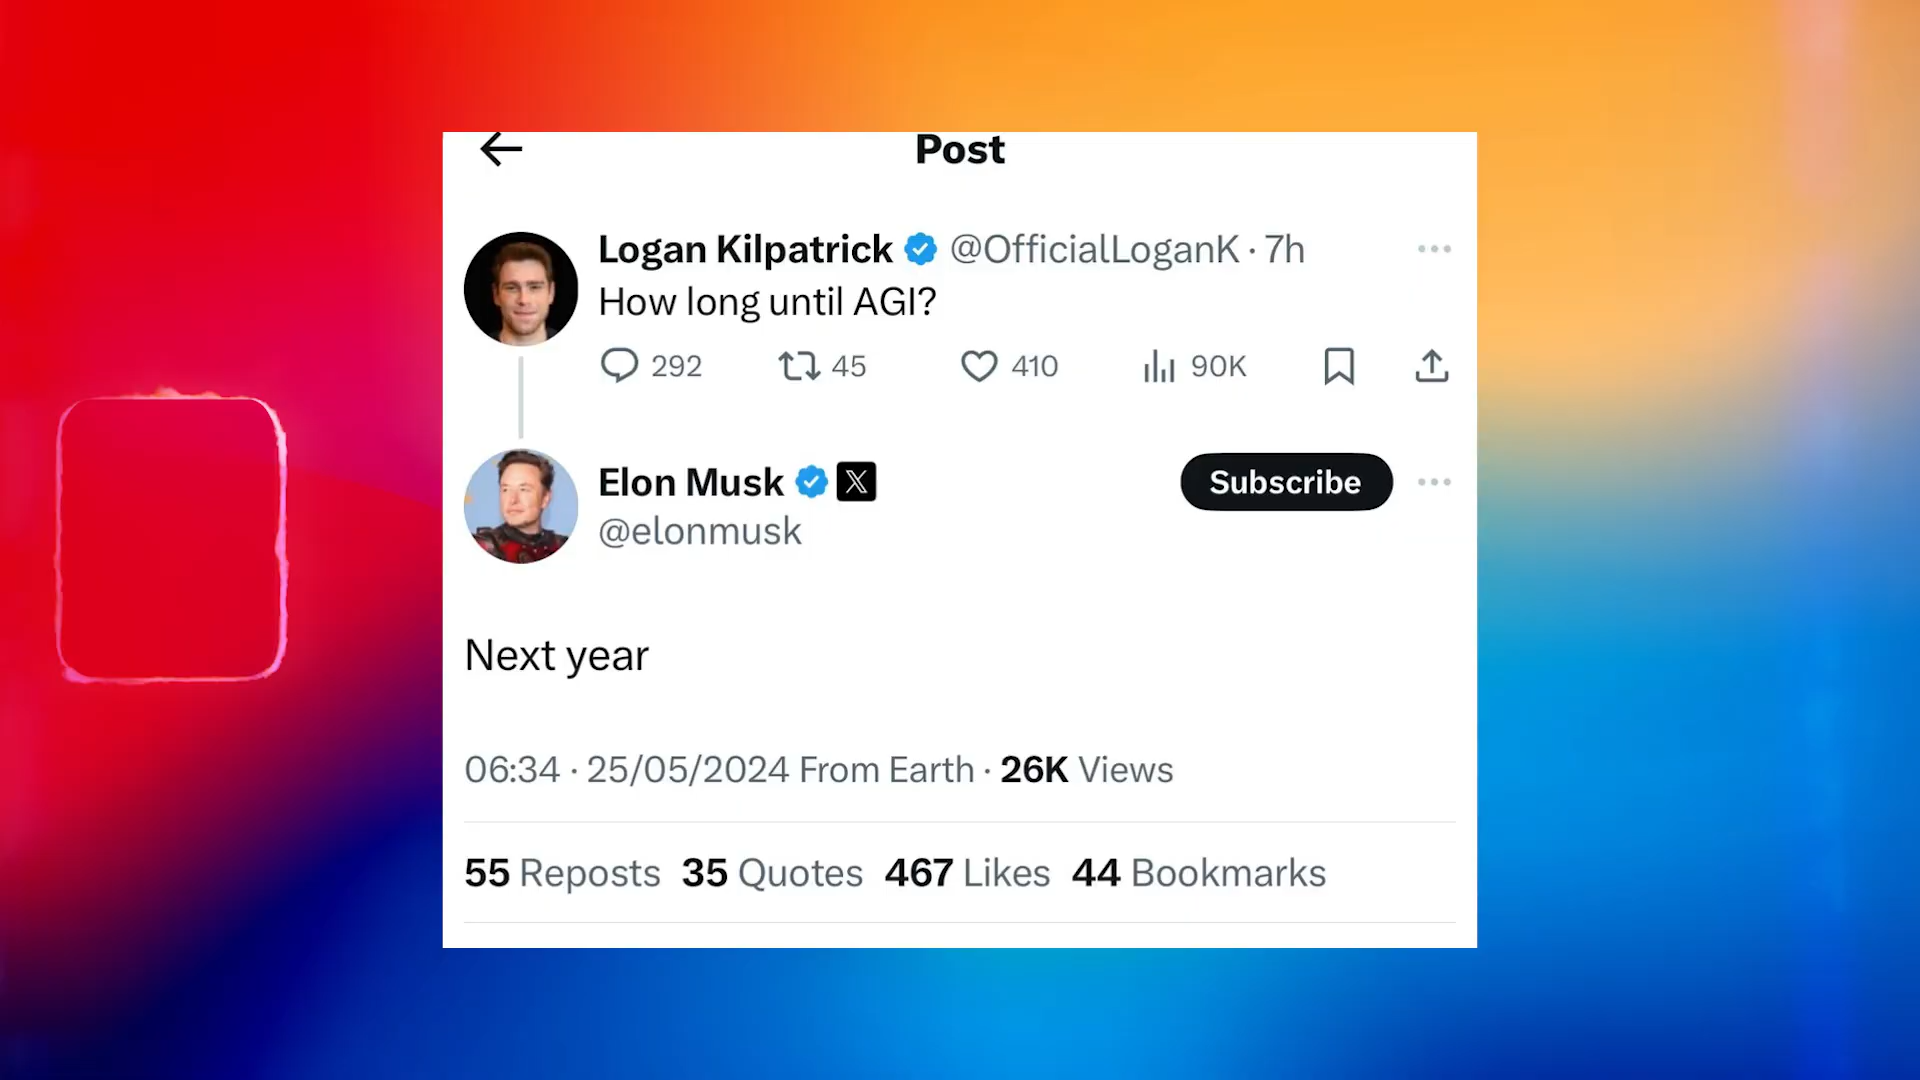 Post
Logan Kilpatrick @OfficialLoganK · 7h
How long until AGI?
292 45 410 90K
Elon Musk X Subscribe
@elonmusk
Next year
06:34 · 25/05/2024 From Earth · 26K Views
55 Reposts 35 Quotes 467 Likes 44 Bookmarks